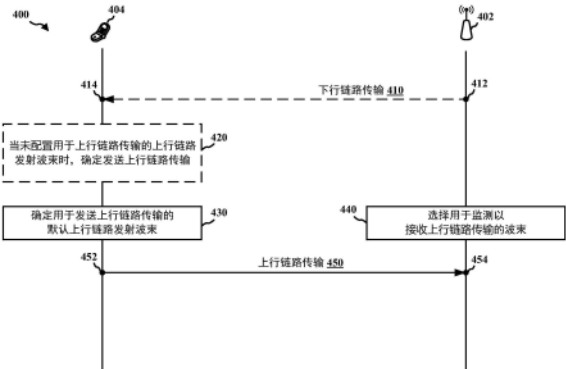 400
404
402
414
下行链路传输 410
412
当未配置用于上行链路传输的上行链路
发射波束时，确定发送上行链路传输
420
确定用于发送上行链路传输的
默认上行链路发射波束
430
440
选择用于监测以
接收上行链路传输的波束
452
上行链路传输 450
454